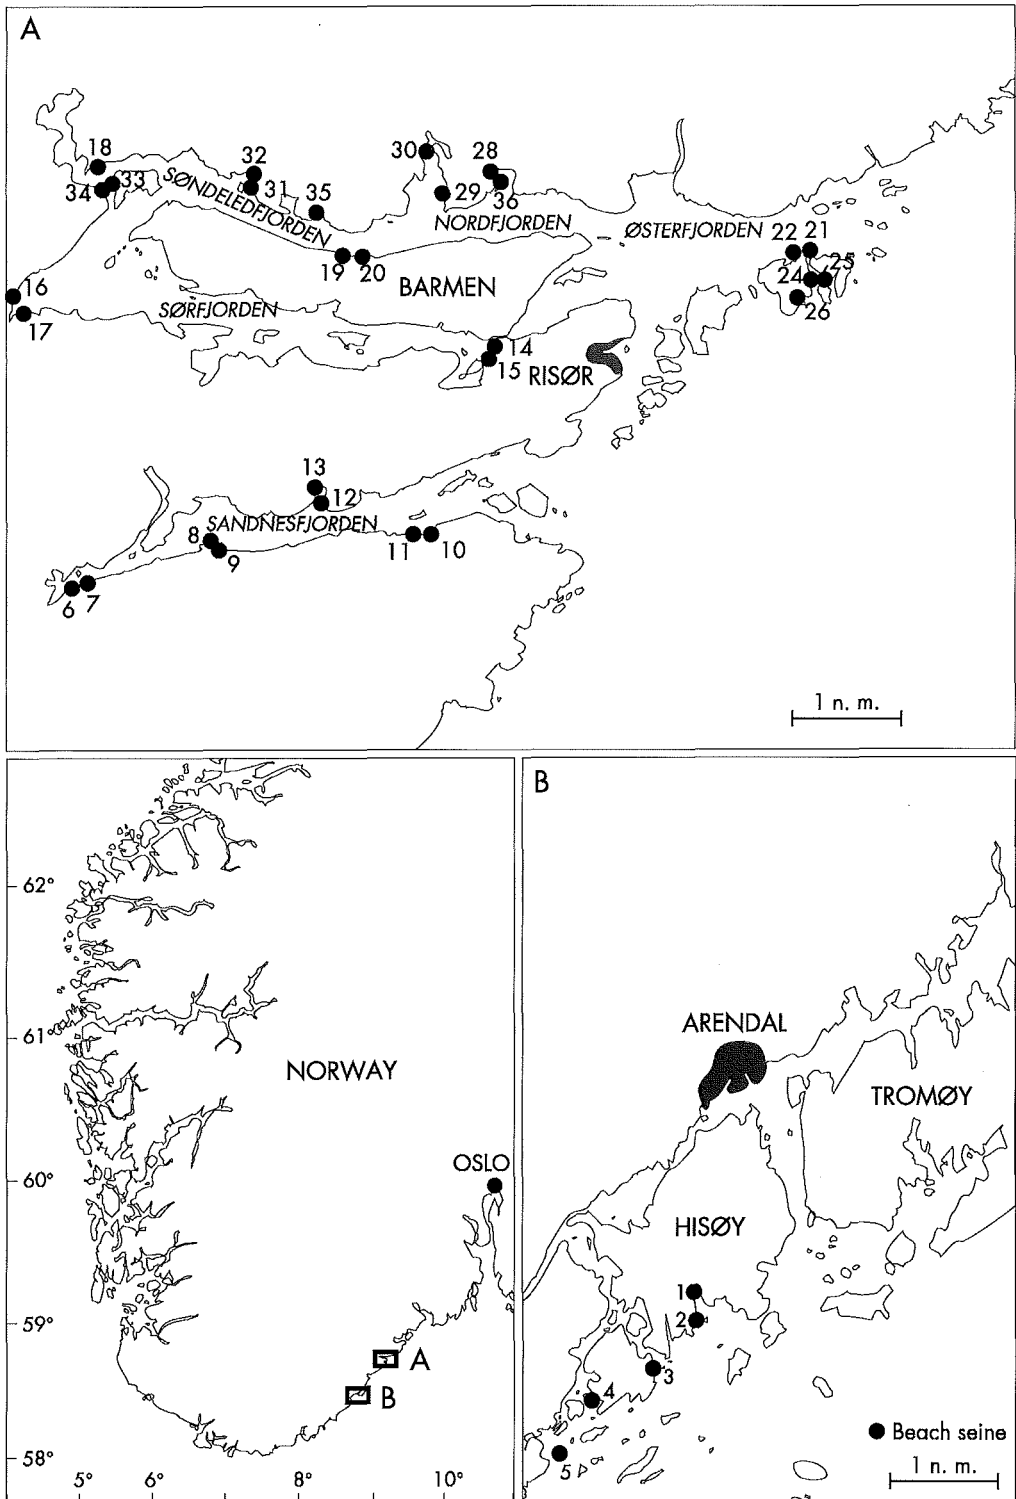 A
18
34
33
32
31
35
30
29
28
36
SØNDELEDFJORDEN
NORDFJORDEN
ØSTERFJORDEN
22
21
24
25
26
19
20
BARMEN
16
17
SØRFJORDEN
14
15
RISØR
13
12
SANDNESFJORDEN
8
9
11
10
6
7
1 n. m.
62°
61°
60°
59°
58°
5°
6°
8°
10°
NORWAY
OSLO
A
B
B
ARENDAL
TROMØY
HISØY
1
2
3
4
5
Beach seine
1 n. m.